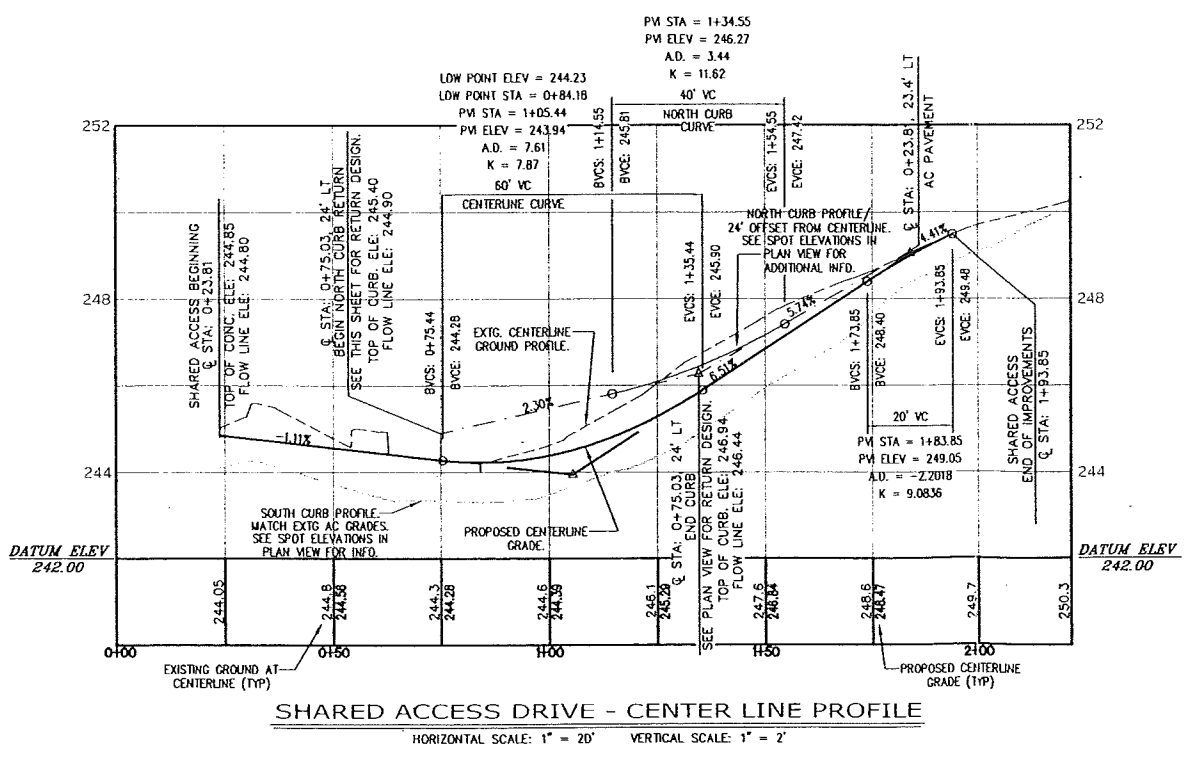 PVI STA = 1+34.55
PVI ELEV = 246.27
A.D. = 3.44
K = 11.62
40' VC
NORTH CURB
CURVE
LOW POINT ELEV = 244.23
LOW POINT STA = 0+84.18
PVI STA = 1+05.44
PVI ELEV = 243.94
A.D. = 7.61
K = 7.87
60' VC
CENTERLINE CURVE
252
252
248
248
244
244
SHARED ACCESS BEGINNING
℄ STA: 0+23.81
TOP OF CONC. ELE: 244.85
FLOW LINE ELE: 244.80
℄ STA: 0+75.03, 24' LT
BEGIN NORTH CURB RETURN
SEE THIS SHEET FOR RETURN DESIGN.
TOP OF CURB. ELE: 245.40
FLOW LINE ELE: 244.90
BVCS: 0+75.44
BVCE: 244.28
BVCS: 1+14.55
BVCE: 245.81
EVCS: 1+35.44
EVCE: 245.90
EVCS: 1+54.55
EVCE: 247.42
℄ STA: 0+23.81, 23.4' LT
AC PAVEMENT
NORTH CURB PROFILE/
24' OFFSET FROM CENTERLINE.
SEE SPOT ELEVATIONS IN
PLAN VIEW FOR
ADDITIONAL INFO.
EXTG. CENTERLINE
GROUND PROFILE.
-1.11%
2.30%
6.51%
5.74%
4.41%
BVCS: 1+73.85
BVCE: 248.40
EVCS: 1+93.85
EVCE: 249.48
20' VC
PVI STA = 1+83.85
PVI ELEV = 249.05
A.D. = -2.2018
K = 9.0836
SHARED ACCESS
END OF IMPROVEMENTS
℄ STA: 1+93.85
SOUTH CURB PROFILE.
MATCH EXTG AC GRADES.
SEE SPOT ELEVATIONS IN
PLAN VIEW FOR INFO.
PROPOSED CENTERLINE
GRADE.
℄ STA: 0+75.03, 24' LT
END CURB
SEE PLAN VIEW FOR RETURN DESIGN.
TOP OF CURB. ELE: 246.94
FLOW LINE ELE: 246.44
DATUM ELEV
242.00
DATUM ELEV
242.00
244.05
244.8
244.58
244.3
244.28
244.6
244.39
246.1
245.29
247.6
246.84
248.6
248.47
249.7
250.3
0+00
0+50
1+00
1+50
2+00
EXISTING GROUND AT
CENTERLINE (TYP)
PROPOSED CENTERLINE
GRADE (TYP)
SHARED ACCESS DRIVE - CENTER LINE PROFILE
HORIZONTAL SCALE: 1" = 20' VERTICAL SCALE: 1" = 2'